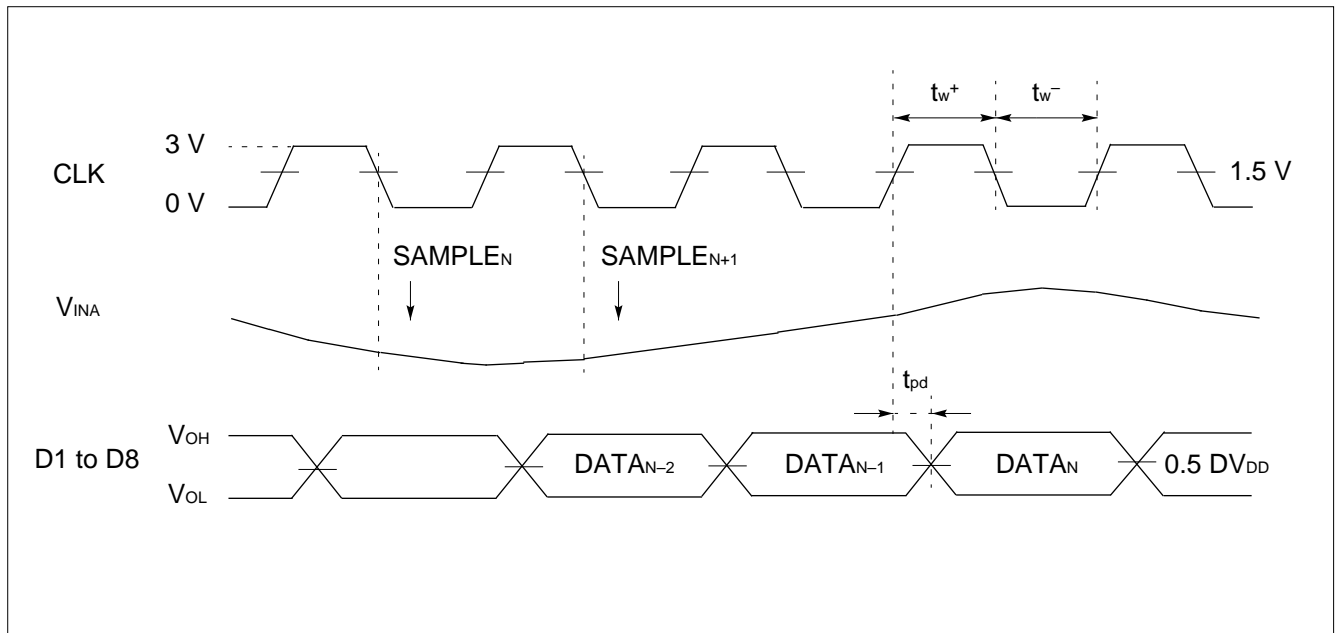 tw+ tw–
3 V
CLK 1.5 V
0 V
SAMPLEN SAMPLEN+1
VINA
tpd
VOH
D1 to D8 DATAN–2 DATAN–1 DATAN 0.5 DVDD
VOL